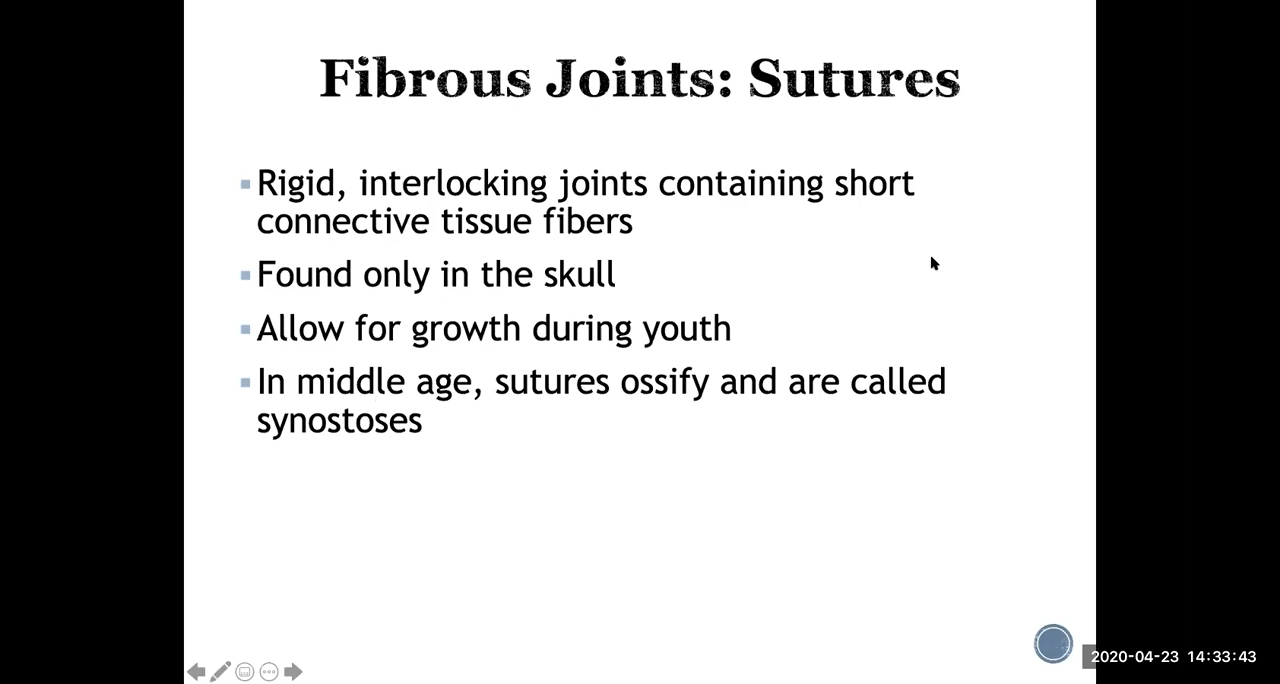 Fibrous Joints: Sutures
Rigid, interlocking joints containing short
connective tissue fibers
Found only in the skull
Allow for growth during youth
In middle age, sutures ossify and are called
synostoses
2020-04-23 14:33:43